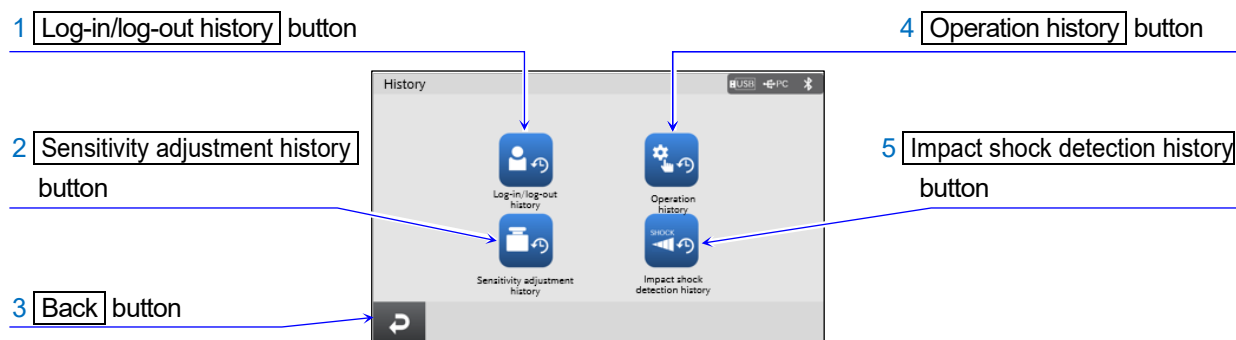 1 Log-in/log-out history button
4 Operation history button
History
USB PC
2 Sensitivity adjustment history
button
5 Impact shock detection history
button
Log-in/log-out
history
Operation
history
SHOCK
Sensitivity adjustment
history
Impact shock
detection history
3 Back button